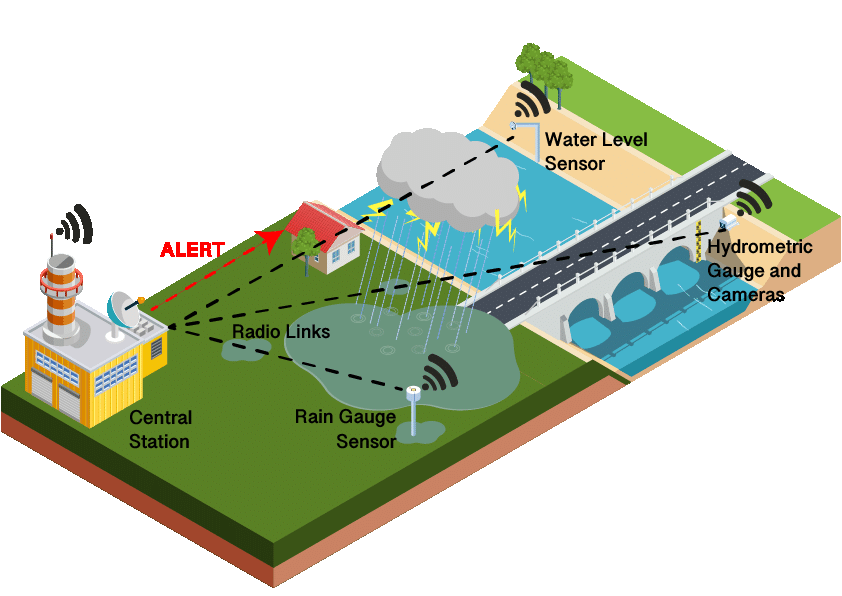 Water Level
Sensor
Hydrometric
Gauge and
Cameras
ALERT
Radio Links
Rain Gauge
Sensor
Central
Station